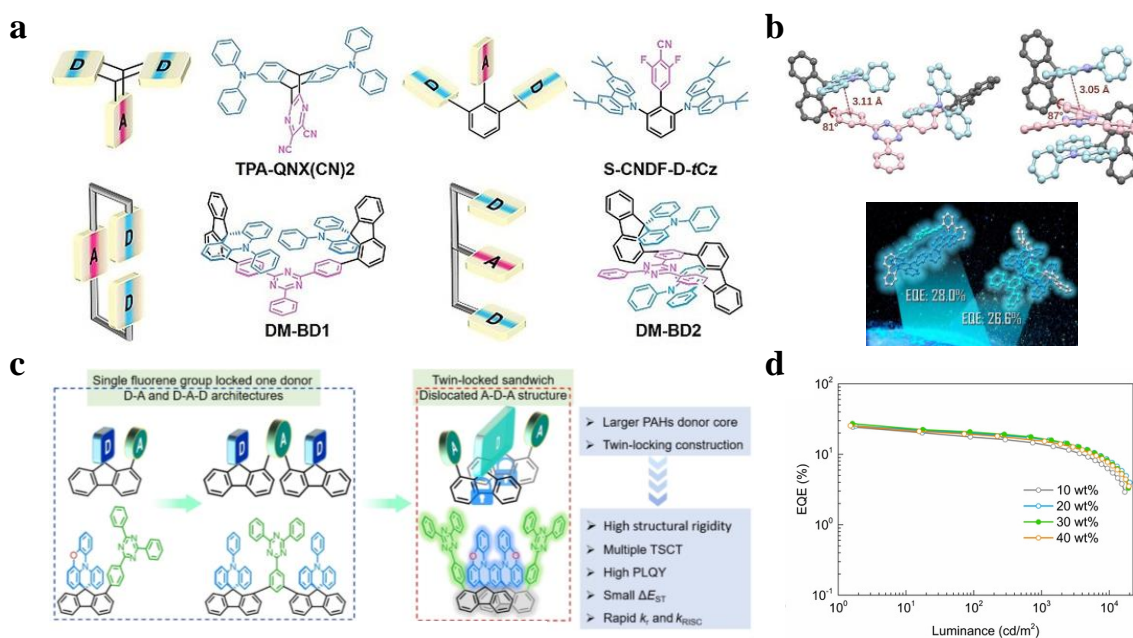 a
D
D
A
N
N
N
N
CN
CN
TPA-QNX(CN)2
D
A
D
CN
F
F
N
N
S-CNDF-D-tCz
A
D
D
N
N
N
N
N
DM-BD1
D
A
D
N
N
N
N
N
DM-BD2
b
3.11 Å
81°
3.05 Å
87°
EQE: 28.0%
EQE: 26.6%
c
Single fluorene group locked one donor
D-A and D-A-D architectures
D
A
D
A
D
O
N
N
N
N
N
N
N
N
N
Twin-locked sandwich
Dislocated A-D-A structure
A
D
A
➤ Larger PAHs donor core
➤ Twin-locking construction
➤ High structural rigidity
➤ Multiple TSCT
➤ High PLQY
➤ Small ΔE_ST
➤ Rapid k_r and k_RISC
d
EQE (%)
10²
10¹
10⁰
10⁻¹
10 wt%
20 wt%
30 wt%
40 wt%
10⁰
10¹
10²
10³
10⁴
Luminance (cd/m²)